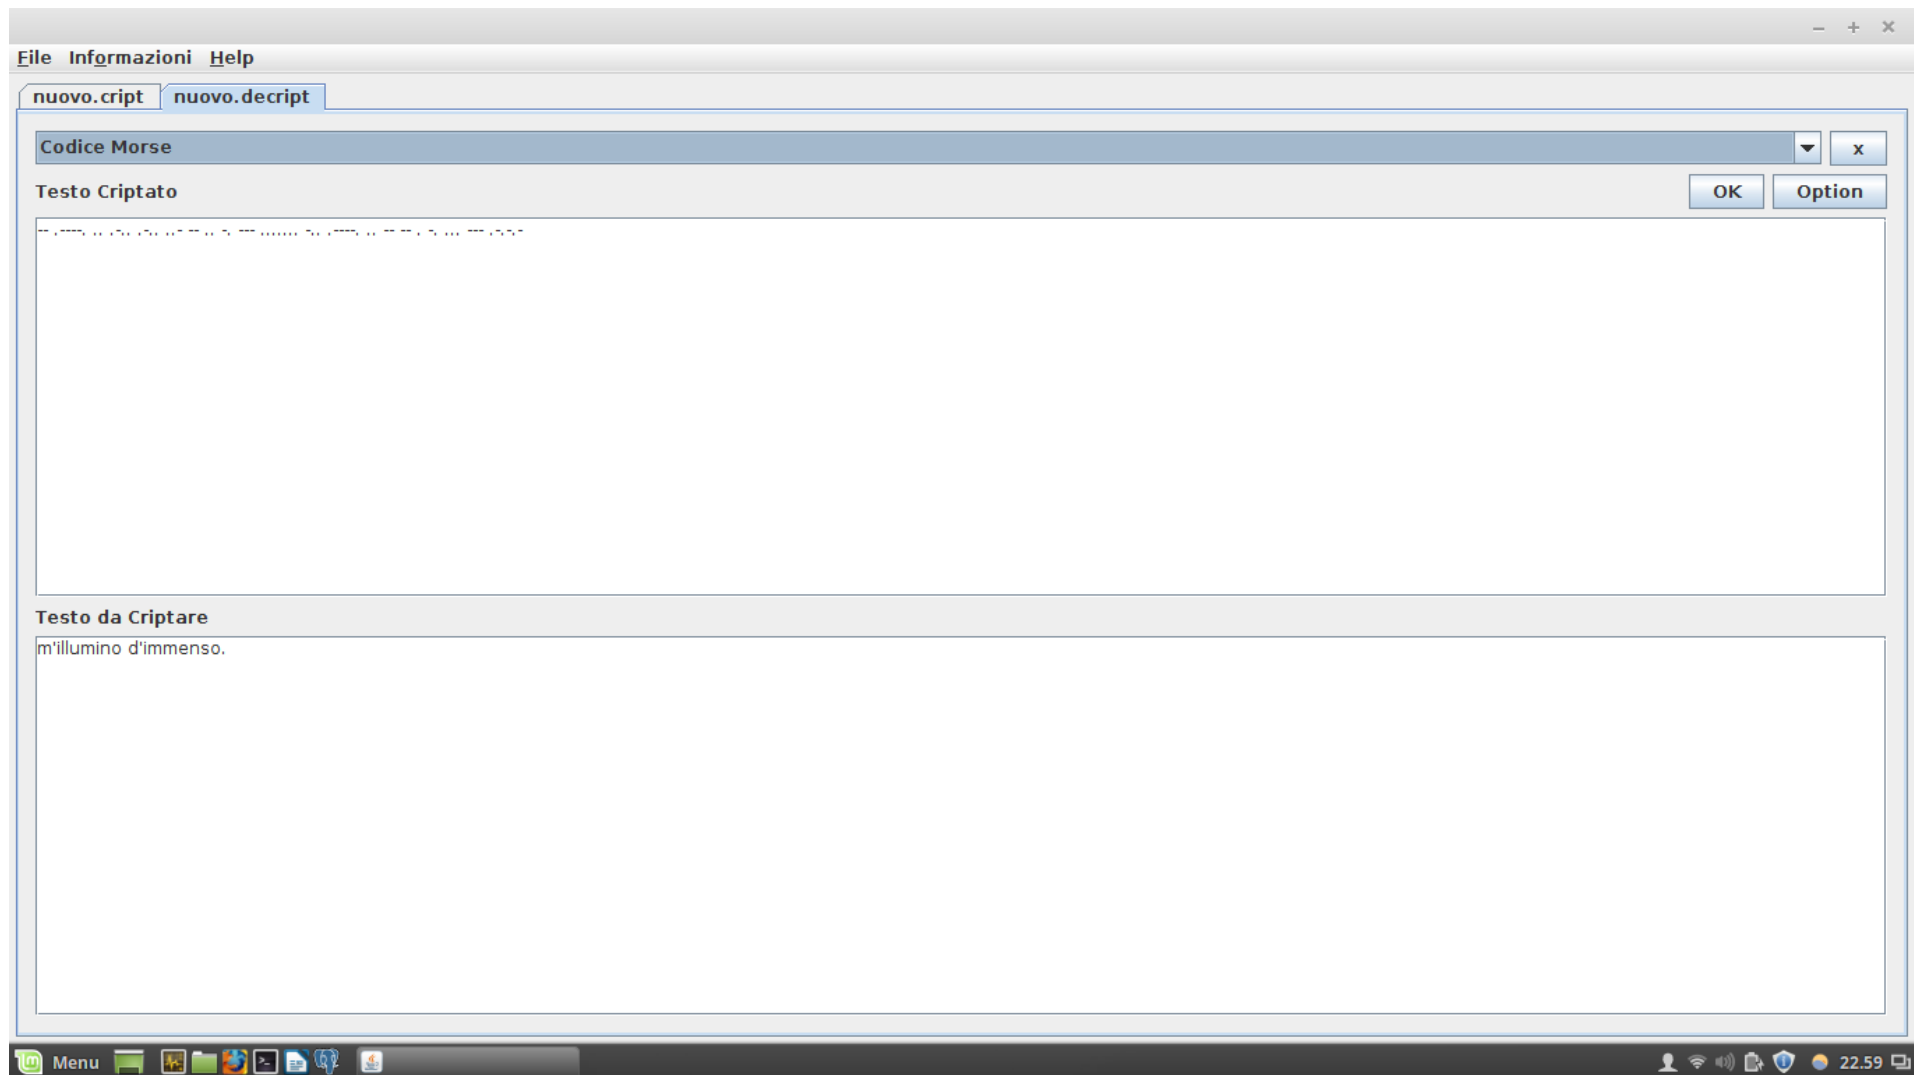 File Informazioni Help
nuovo.cript nuovo.decript
Codice Morse
x
Testo Criptato
OK Option
-- .----. .. .-.. .-.. ..- -- .. -. --- ....... -.. .----. .. -- -- . -. ... --- .-.-.-
Testo da Criptare
m'illumino d'immenso.
Menu
22.59